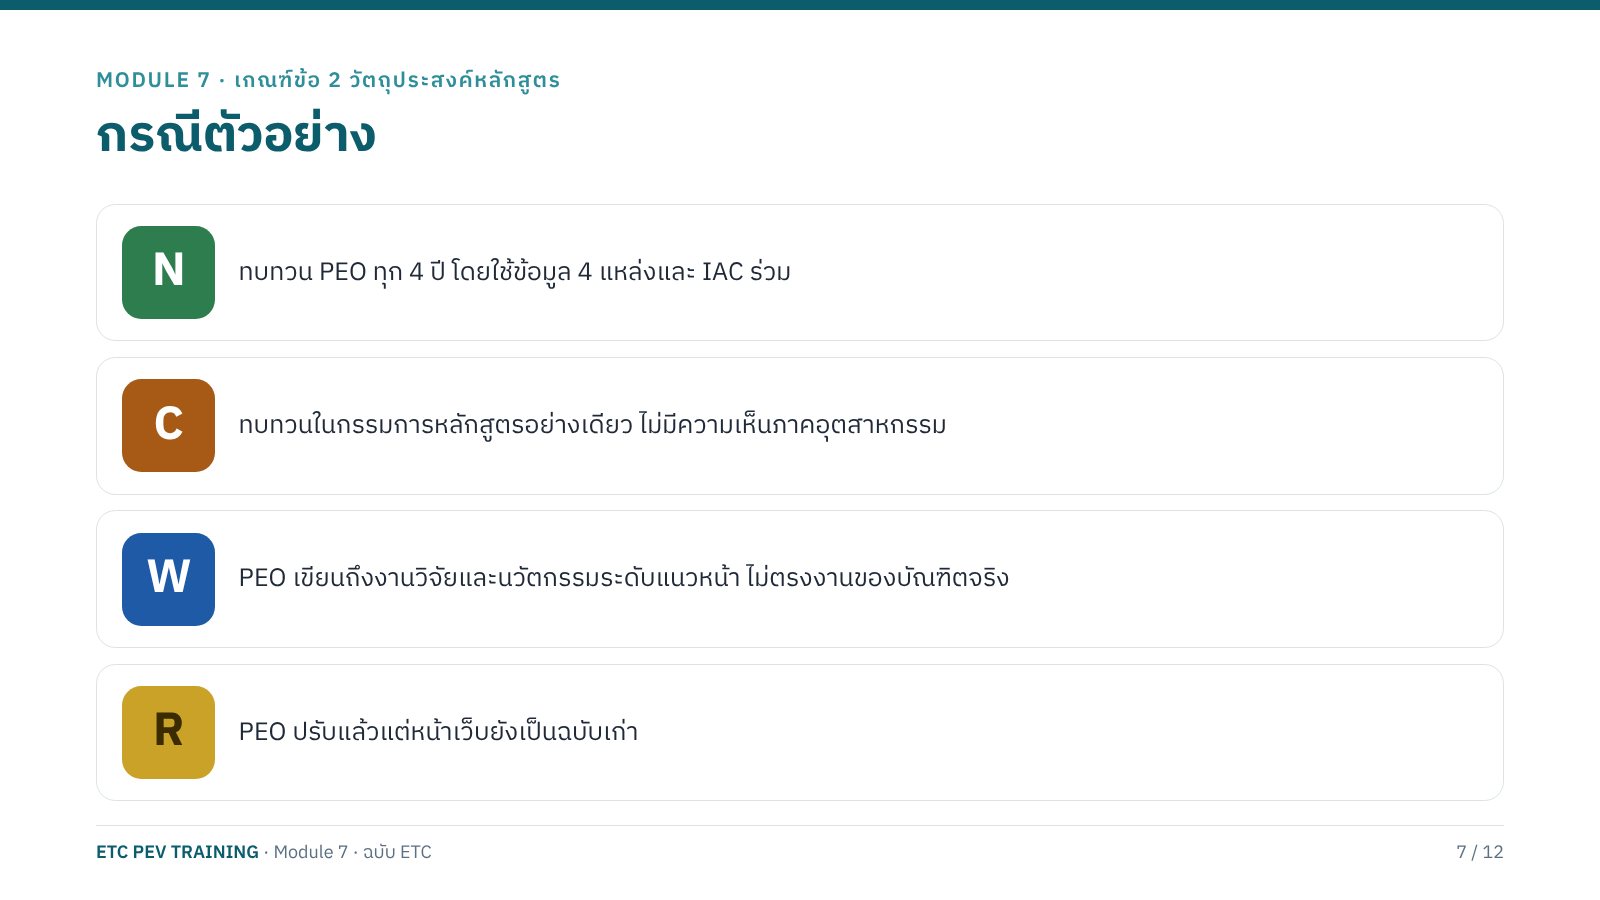 MODULE 7 · เกณฑ์ข้อ 2 วัตถุประสงค์หลักสูตร
กรณีตัวอย่าง
N
ทบทวน PEO ทุก 4 ปี โดยใช้ข้อมูล 4 แหล่งและ IAC ร่วม
C
ทบทวนในกรรมการหลักสูตรอย่างเดียว ไม่มีความเห็นภาคอุตสาหกรรม
W
PEO เขียนถึงงานวิจัยและนวัตกรรมระดับแนวหน้า ไม่ตรงงานของบัณฑิตจริง
R
PEO ปรับแล้วแต่หน้าเว็บยังเป็นฉบับเก่า
ETC PEV TRAINING · Module 7 · ฉบับ ETC
7 / 12